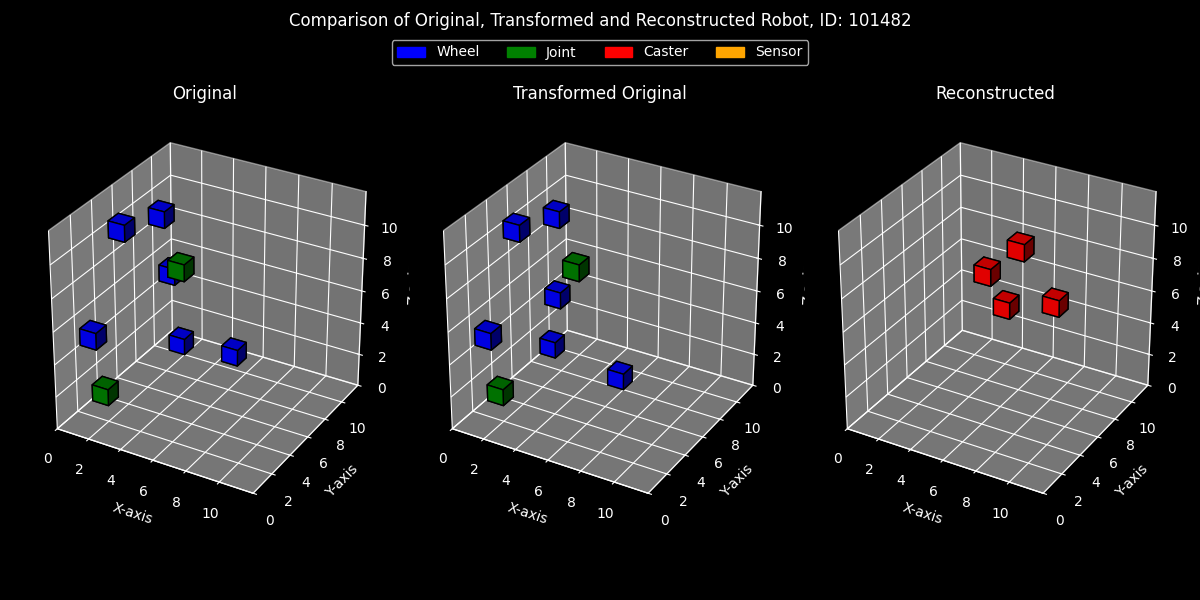 Comparison of Original, Transformed and Reconstructed Robot, ID: 101482
Wheel Joint Caster Sensor
Original Transformed Original Reconstructed
10 10 10
8 8 8
6 6 6
4 4 4
2 2 2
0 0 0
0 2 4 6 8 10 0 2 4 6 8 10 0 2 4 6 8 10
0 2 4 6 8 10 0 2 4 6 8 10 0 2 4 6 8 10
X-axis Y-axis X-axis Y-axis X-axis Y-axis